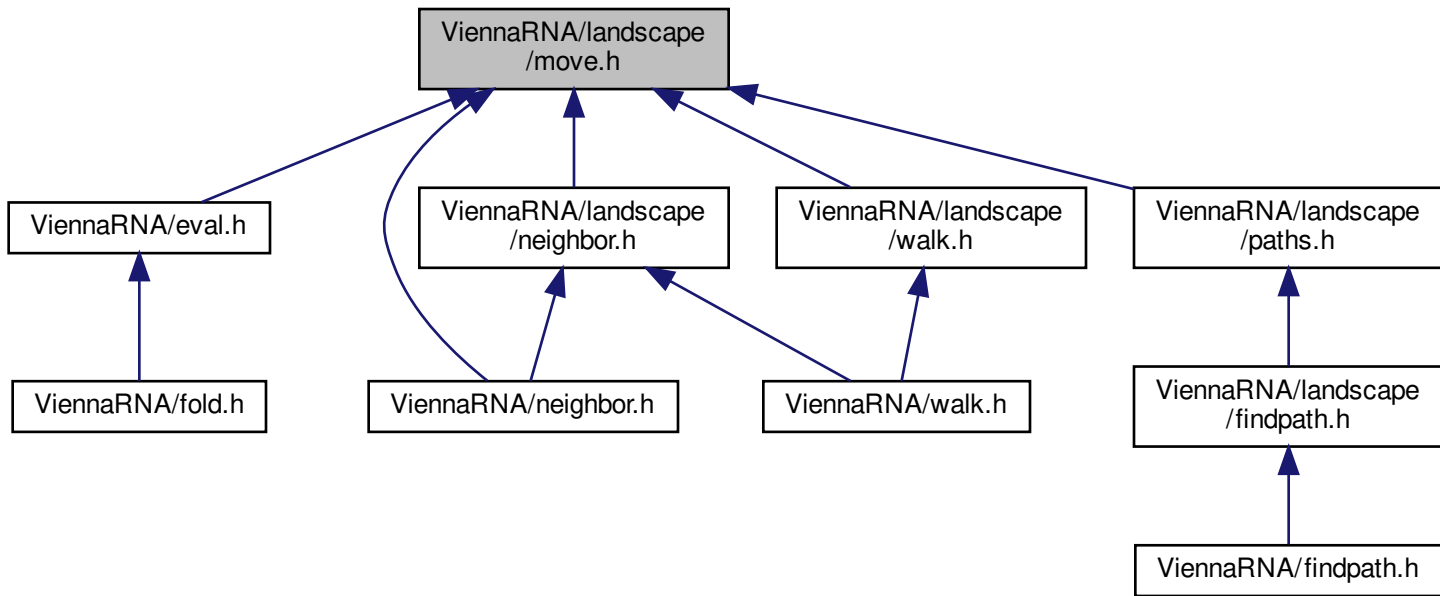 ViennaRNA/landscape
/move.h
ViennaRNA/eval.h
ViennaRNA/landscape
/neighbor.h
ViennaRNA/landscape
/walk.h
ViennaRNA/landscape
/paths.h
ViennaRNA/fold.h
ViennaRNA/neighbor.h
ViennaRNA/walk.h
ViennaRNA/landscape
/findpath.h
ViennaRNA/findpath.h